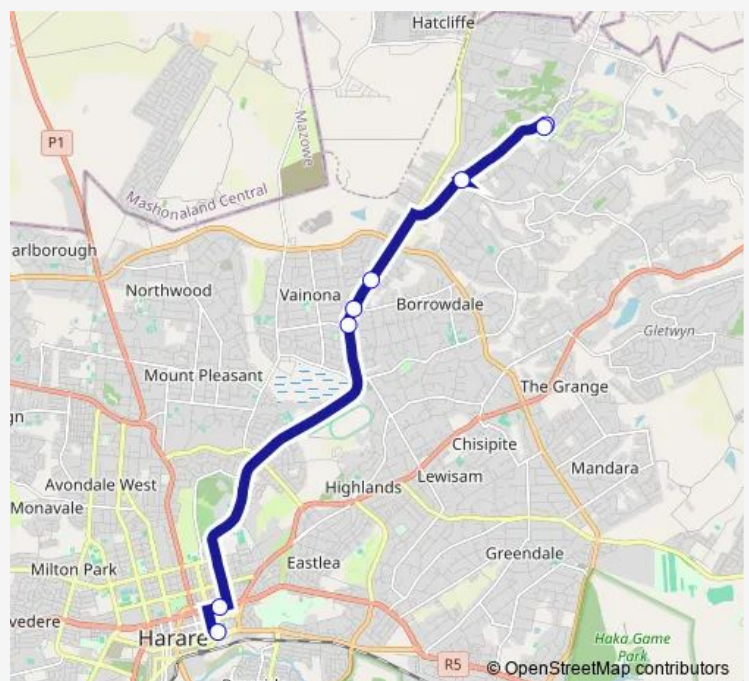 Hatcliffe
P1
Mazowe
Mashonaland Central
arlborough
Northwood
Vainona
Borrowdale
Gletwyn
Mount Pleasant
The Grange
gn
Chisipite
Avondale West
Highlands
Lewisam
Mandara
Monavale
Greendale
Eastlea
Milton Park
vedere
Harare
Haka Game
Park
R5
© OpenStreetMap contributors